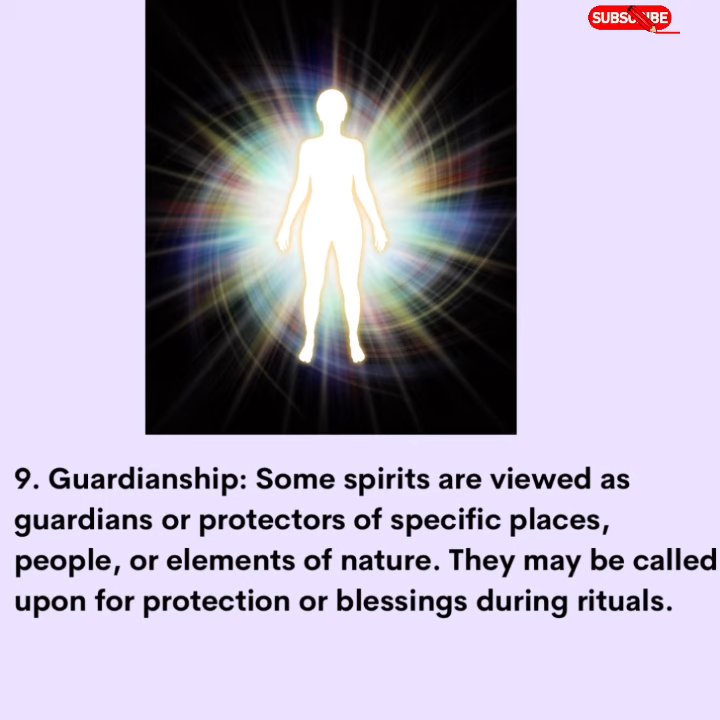 SUBSCRIBE
9. Guardianship: Some spirits are viewed as
guardians or protectors of specific places,
people, or elements of nature. They may be called
upon for protection or blessings during rituals.